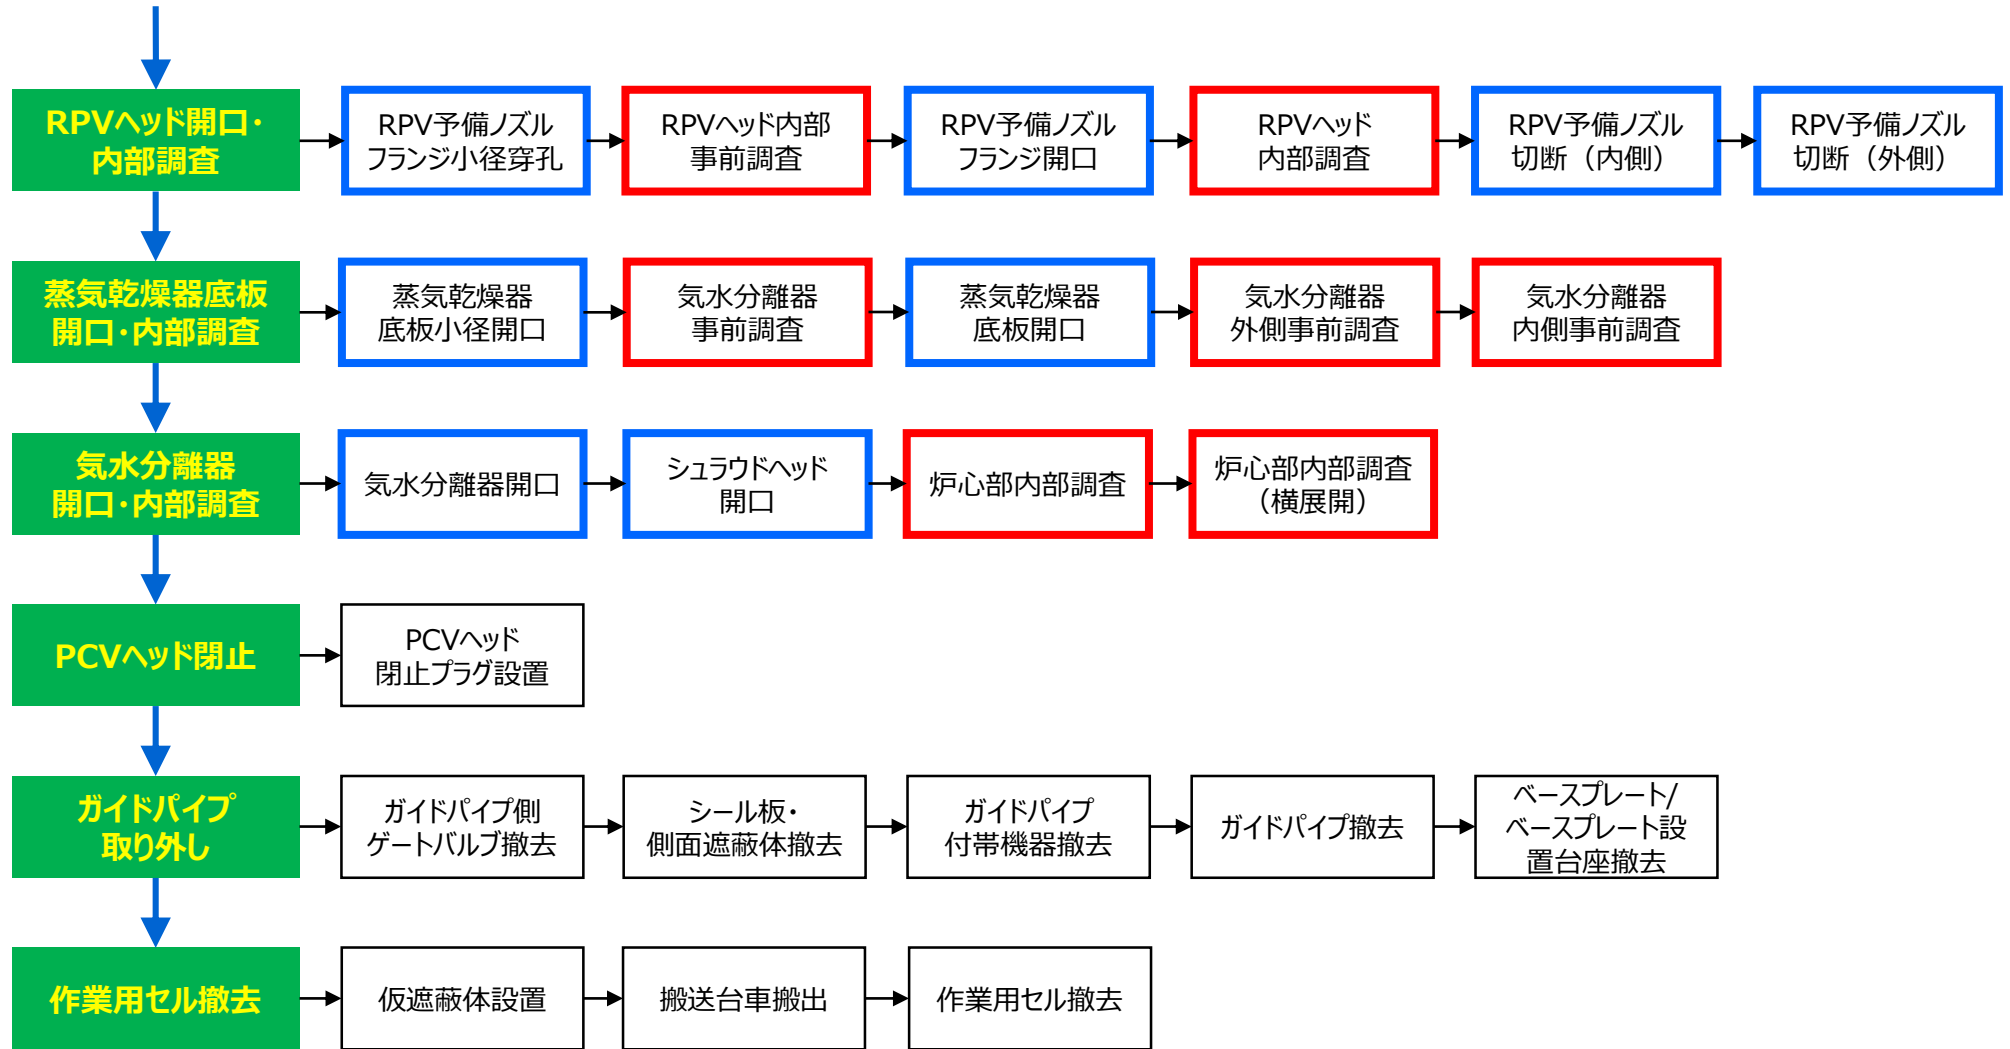 RPVヘッド開口・
内部調査
RPV予備ノズル
フランジ小径穿孔
RPVヘッド内部
事前調査
RPV予備ノズル
フランジ開口
RPVヘッド
内部調査
RPV予備ノズル
切断（内側）
RPV予備ノズル
切断（外側）
蒸気乾燥器底板
開口・内部調査
蒸気乾燥器
底板小径開口
気水分離器
事前調査
蒸気乾燥器
底板開口
気水分離器
外側事前調査
気水分離器
内側事前調査
気水分離器
開口・内部調査
気水分離器開口
シュラウドヘッド
開口
炉心部内部調査
炉心部内部調査
（横展開）
PCVヘッド閉止
PCVヘッド
閉止プラグ設置
ガイドパイプ
取り外し
ガイドパイプ側
ゲートバルブ撤去
シール板・
側面遮蔽体撤去
ガイドパイプ
付帯機器撤去
ガイドパイプ撤去
ベースプレート/
ベースプレート設
置台座撤去
作業用セル撤去
仮遮蔽体設置
搬送台車搬出
作業用セル撤去